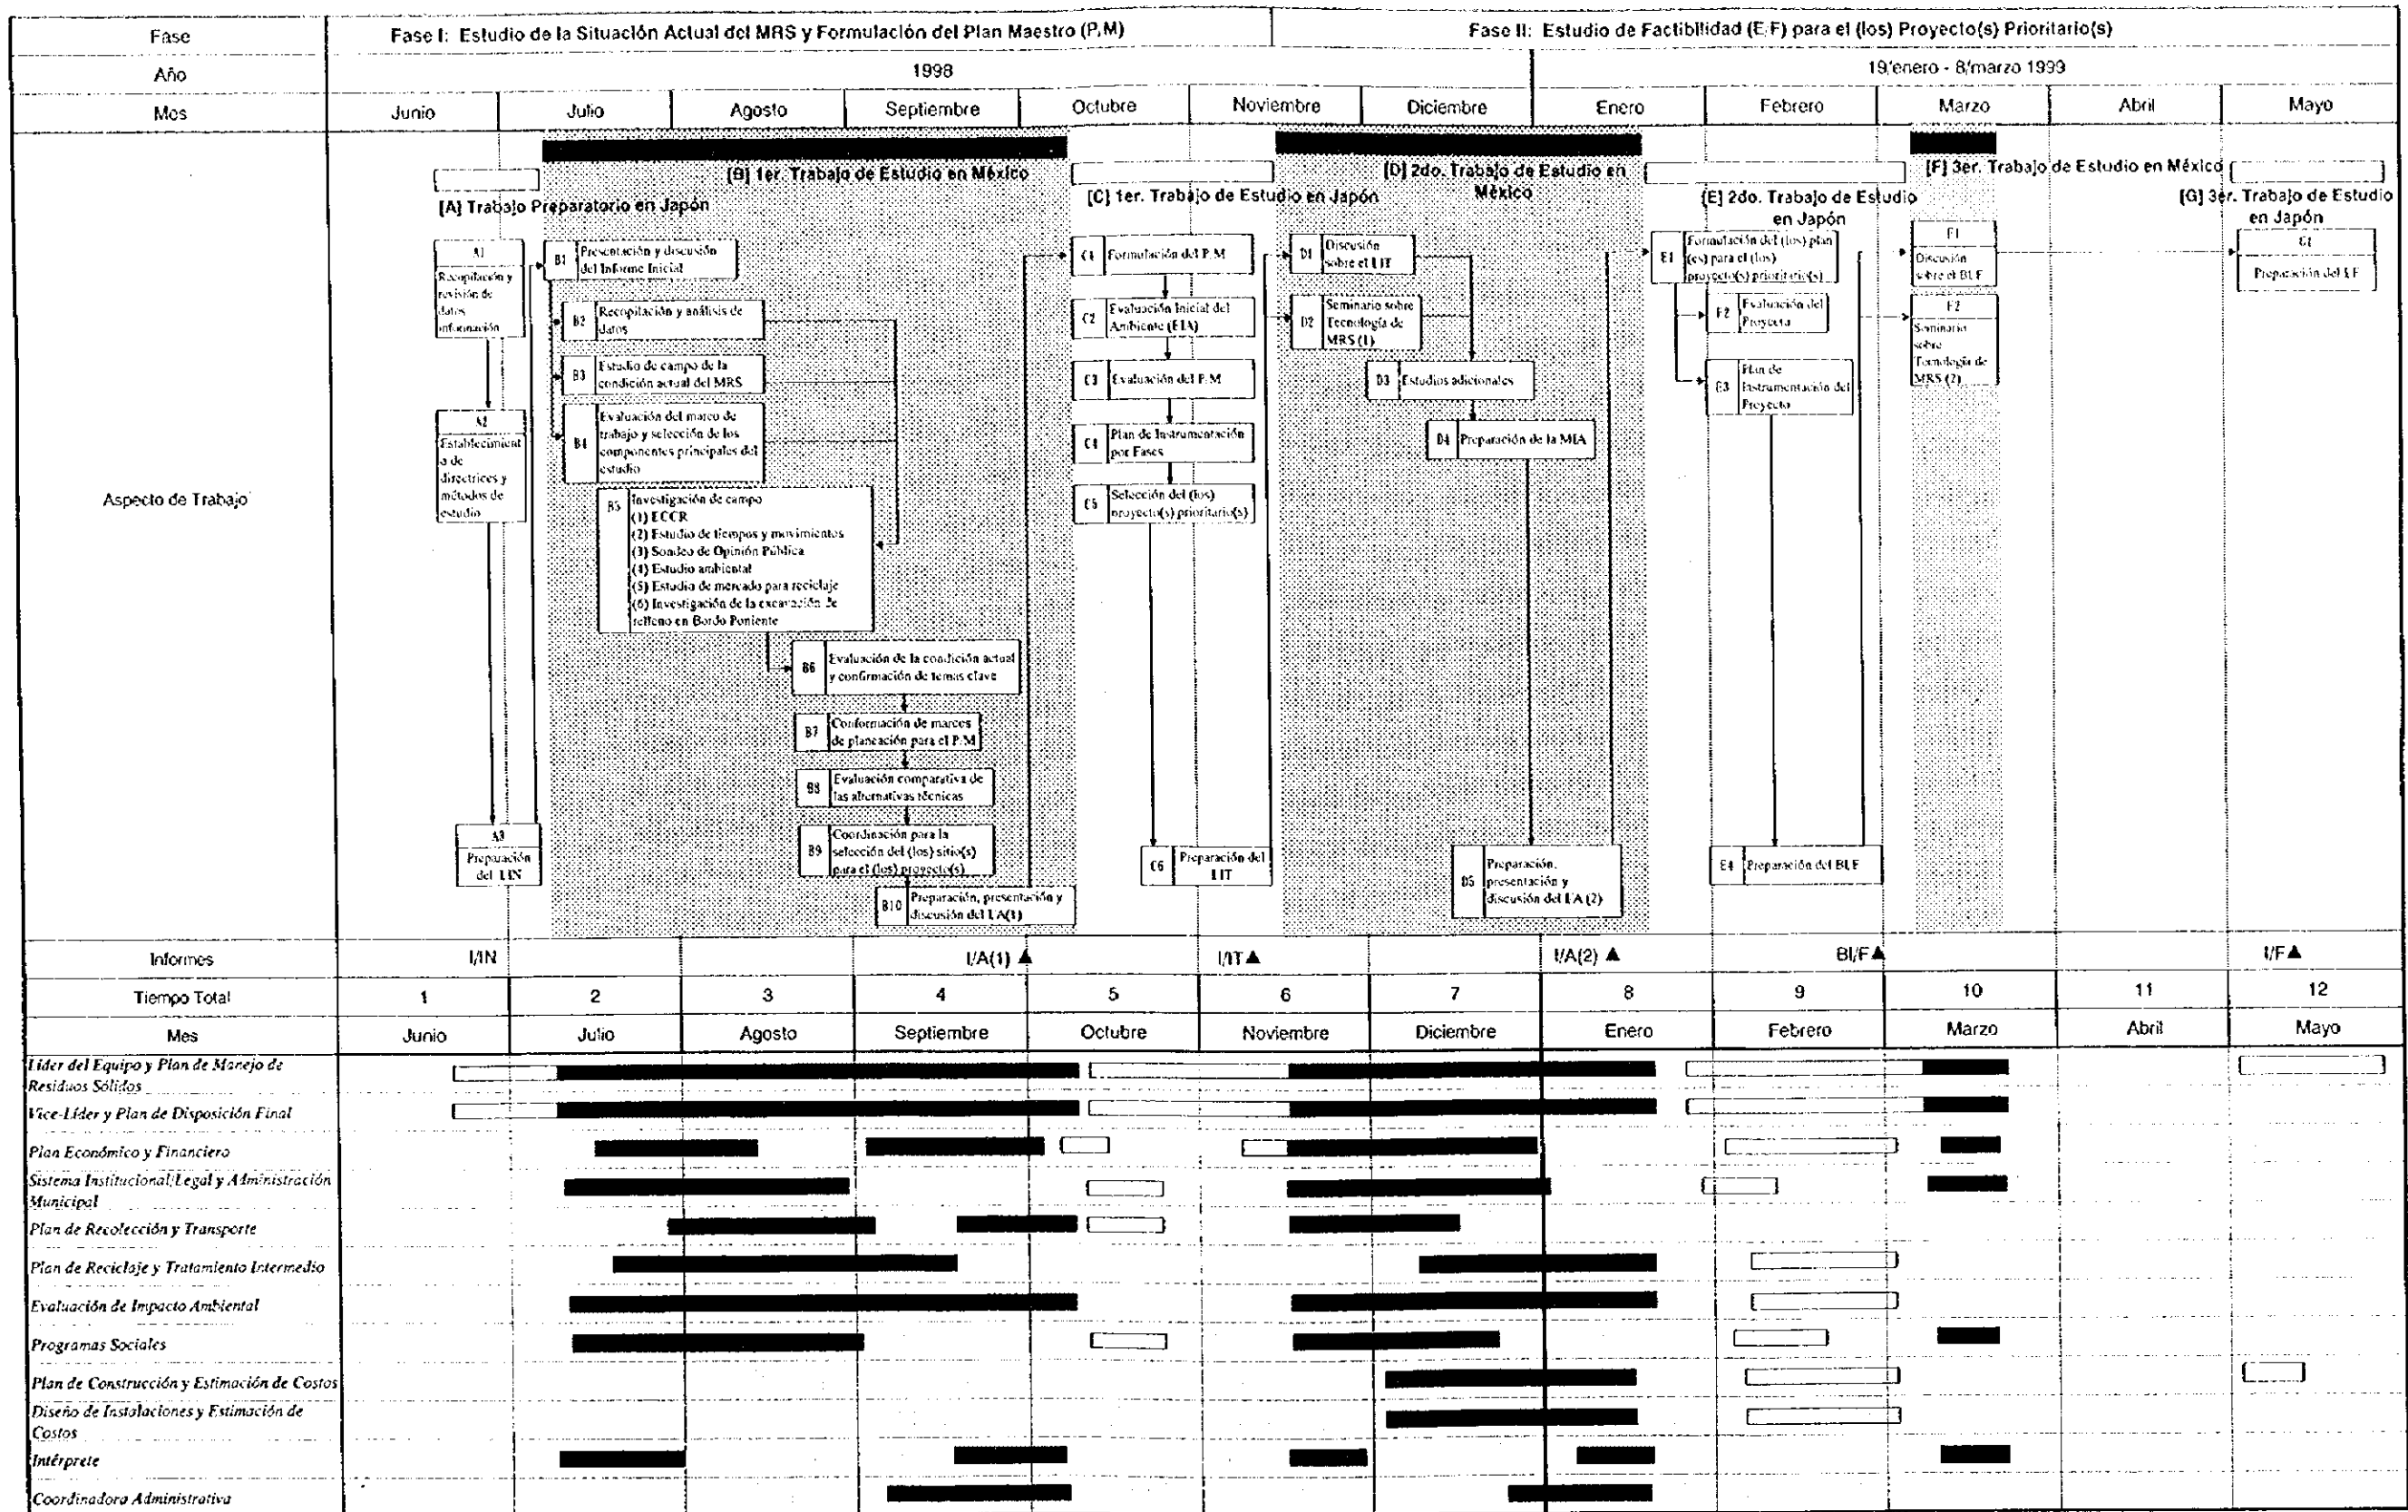 Fase
Fase I: Estudio de la Situación Actual del MRS y Formulación del Plan Maestro (P/M)
Fase II: Estudio de Factibilidad (E/F) para el (los) Proyecto(s) Prioritario(s)
Año
1998
19/enero - 8/marzo 1999
Mes
Junio
Julio
Agosto
Septiembre
Octubre
Noviembre
Diciembre
Enero
Febrero
Marzo
Abril
Mayo
Aspecto de Trabajo
[A] Trabajo Preparatorio en Japón
[B] 1er. Trabajo de Estudio en México
[C] 1er. Trabajo de Estudio en Japón
[D] 2do. Trabajo de Estudio en
México
[E] 2do. Trabajo de Estudio
en Japón
[F] 3er. Trabajo de Estudio en México
[G] 3er. Trabajo de Estudio
en Japón
A1
Recopilación y
revisión de
datos
información
A2
Establecimient
o de
directrices y
métodos de
estudio
A3
Preparación
del I/IN
B1
Presentación y discusión
del Informe Inicial
B2
Recopilación y análisis de
datos
B3
Estudio de campo de la
condición actual del MRS
B4
Evaluación del marco de
trabajo y selección de los
componentes principales del
estudio
B5
Investigación de campo
(1) ECCR
(2) Estudio de tiempos y movimientos
(3) Sondeo de Opinión Pública
(4) Estudio ambiental
(5) Estudio de mercado para reciclaje
(6) Investigación de la excavación de
relleno en Bordo Poniente
B6
Evaluación de la condición actual
y confirmación de temas clave
B7
Conformación de marcos
de planeación para el P/M
B8
Evaluación comparativa de
las alternativas técnicas
B9
Coordinación para la
selección del (los) sitio(s)
para el (los) proyecto(s)
B10
Preparación, presentación y
discusión del I/A(1)
C1
Formulación del P/M
C2
Evaluación Inicial del
Ambiente (EIA)
C3
Evaluación del P/M
C4
Plan de Instrumentación
por Fases
C5
Selección del (los)
proyecto(s) prioritario(s)
C6
Preparación del
I/IT
D1
Discusión
sobre el I/IT
D2
Seminario sobre
Tecnología de
MRS (1)
D3
Estudios adicionales
D4
Preparación de la MIA
D5
Preparación,
presentación y
discusión del I/A (2)
E1
Formulación del (los) plan
(es) para el (los)
proyecto(s) prioritario(s)
E2
Evaluación del
Proyecto
E3
Plan de
Instrumentación del
Proyecto
E4
Preparación del BI/F
F1
Discusión
sobre el BI/F
F2
Seminario
sobre
Tecnología de
MRS (2)
G1
Preparación del I/F
Informes
I/IN
I/A(1) ▲
I/IT ▲
I/A(2) ▲
BI/F ▲
I/F ▲
Tiempo Total
1
2
3
4
5
6
7
8
9
10
11
12
Mes
Junio
Julio
Agosto
Septiembre
Octubre
Noviembre
Diciembre
Enero
Febrero
Marzo
Abril
Mayo
Líder del Equipo y Plan de Manejo de
Residuos Sólidos
Vice-Líder y Plan de Disposición Final
Plan Económico y Financiero
Sistema Institucional/Legal y Administración
Municipal
Plan de Recolección y Transporte
Plan de Reciclaje y Tratamiento Intermedio
Evaluación de Impacto Ambiental
Programas Sociales
Plan de Construcción y Estimación de Costos
Diseño de Instalaciones y Estimación de
Costos
Intérprete
Coordinadora Administrativa